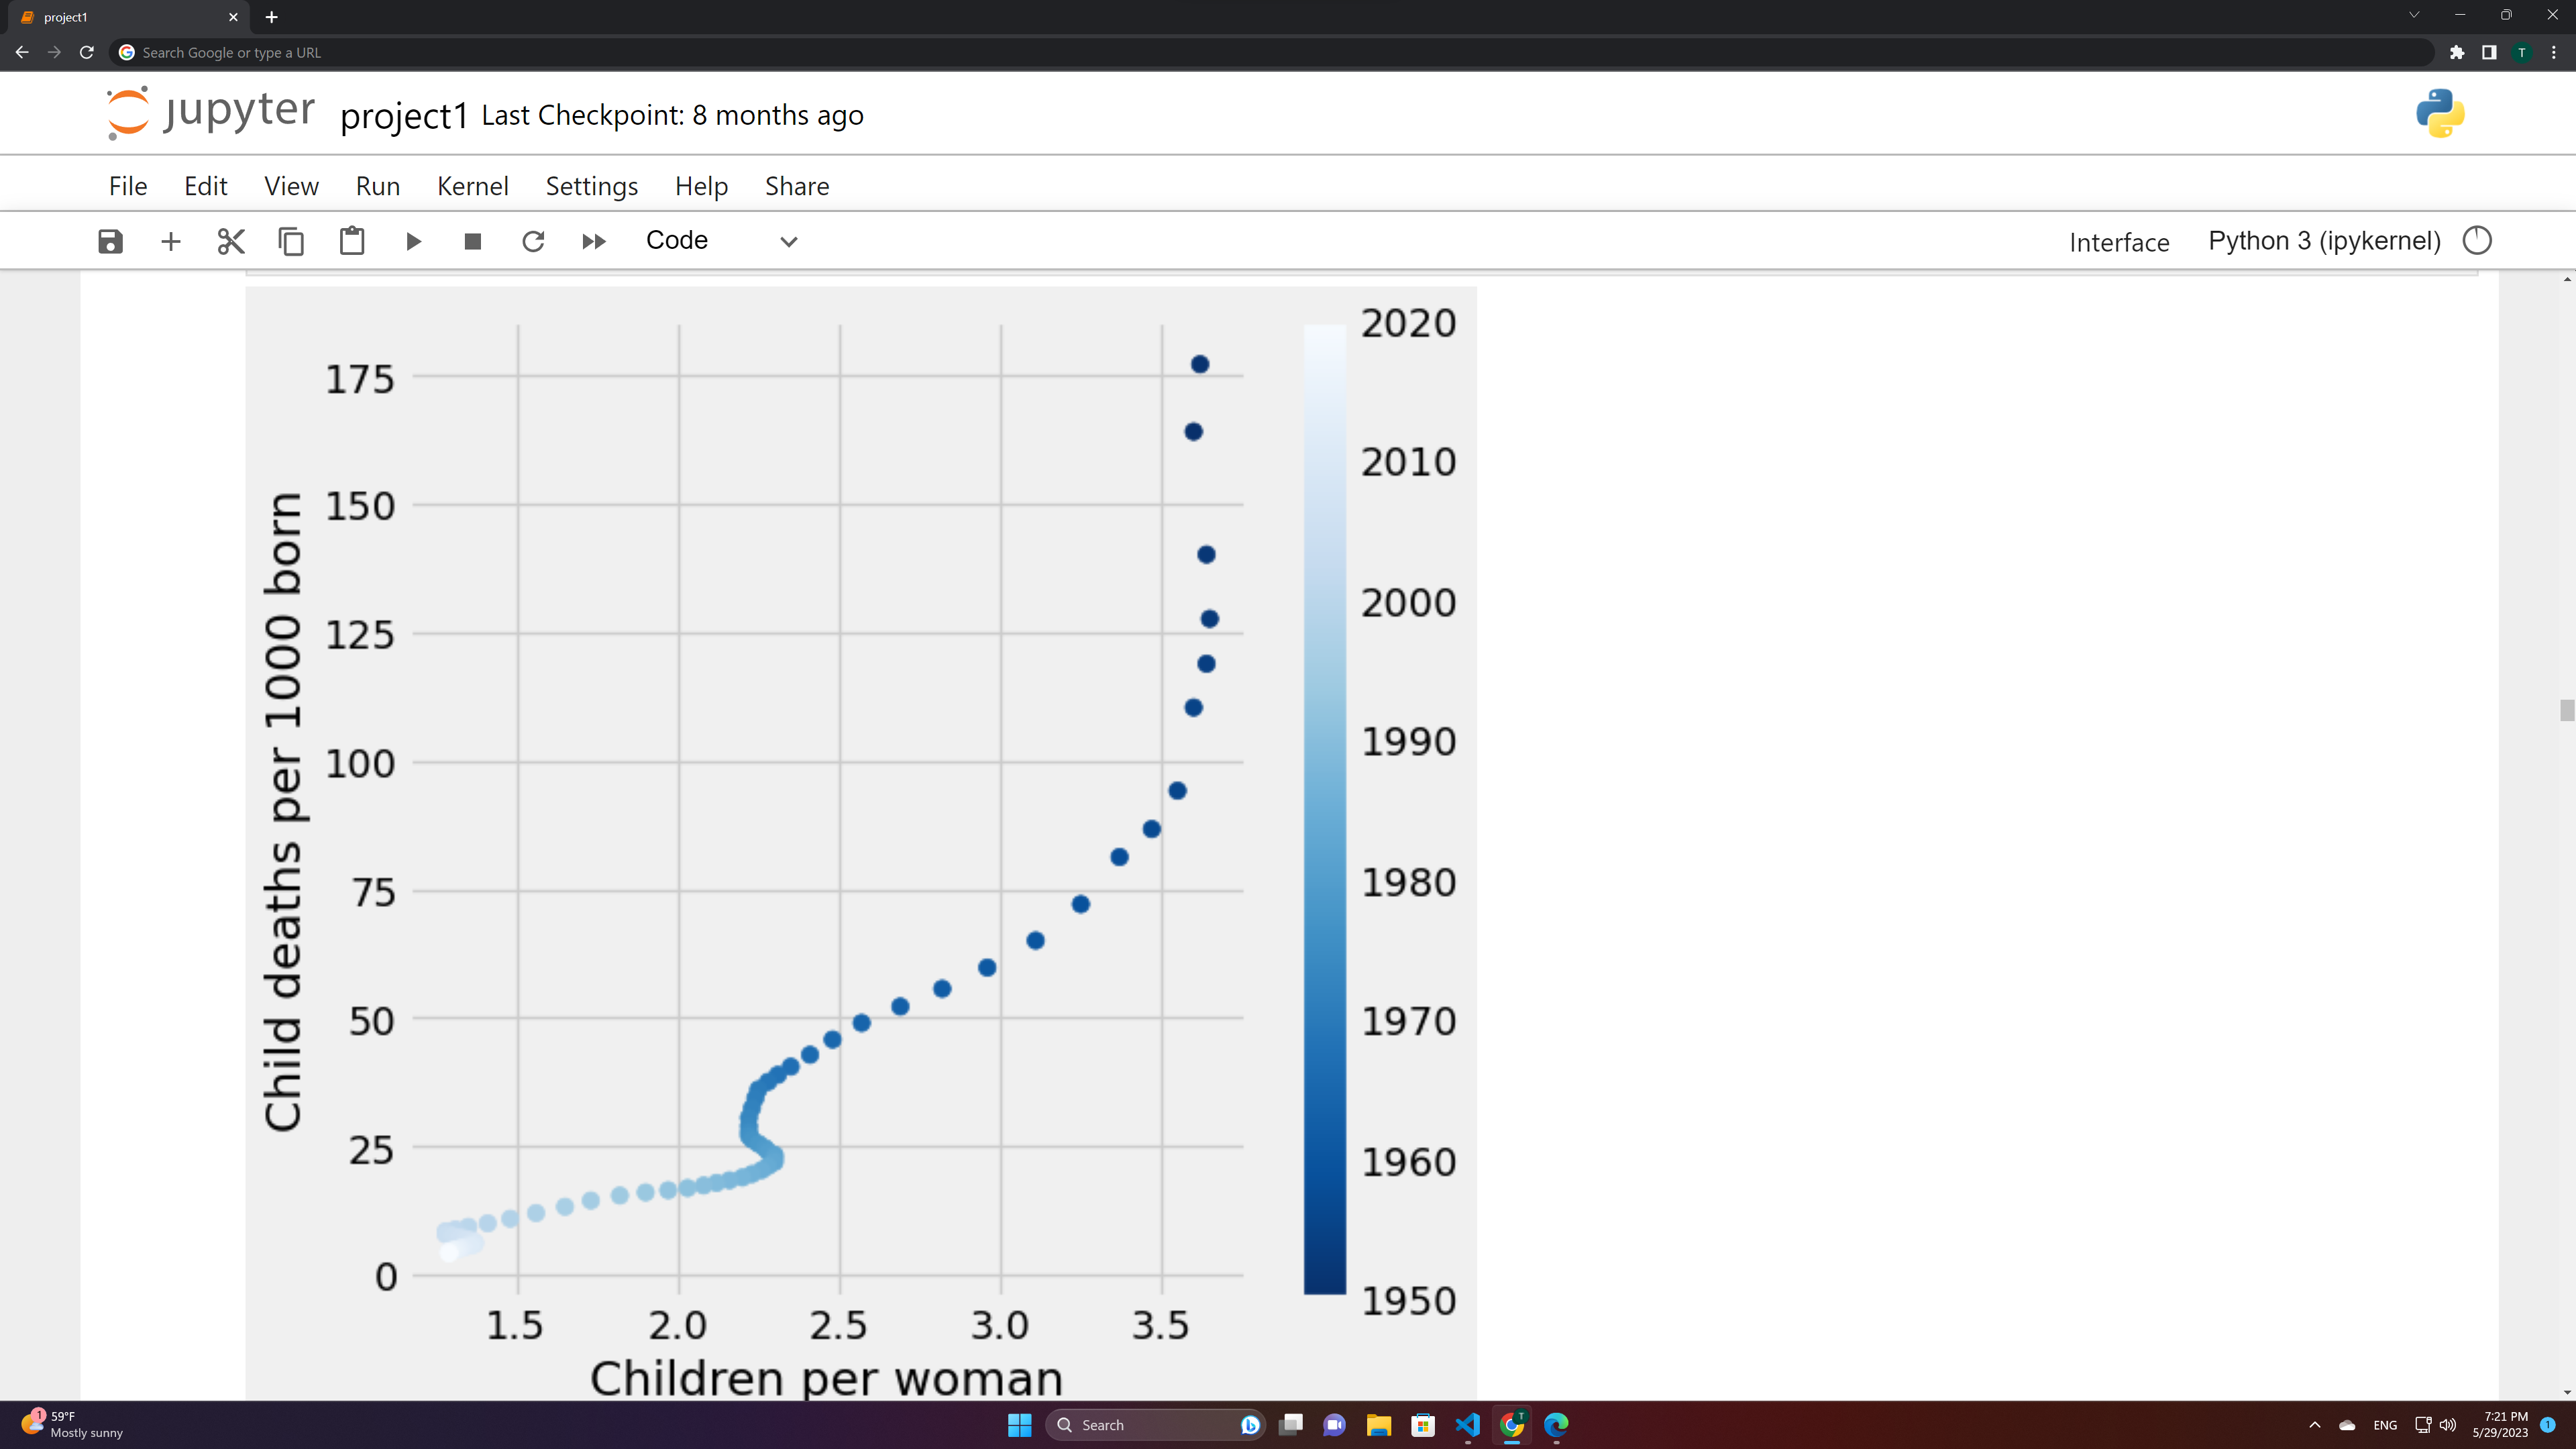 project1
Search Google or type a URL
T
jupyter project1 Last Checkpoint: 8 months ago
File Edit View Run Kernel Settings Help Share
Code
Interface Python 3 (ipykernel)
Child deaths per 1000 born
175
150
125
100
75
50
25
0
1.5 2.0 2.5 3.0 3.5
Children per woman
2020
2010
2000
1990
1980
1970
1960
1950
1
59°F
Mostly sunny
Search
T
ENG
7:21 PM
5/29/2023
1